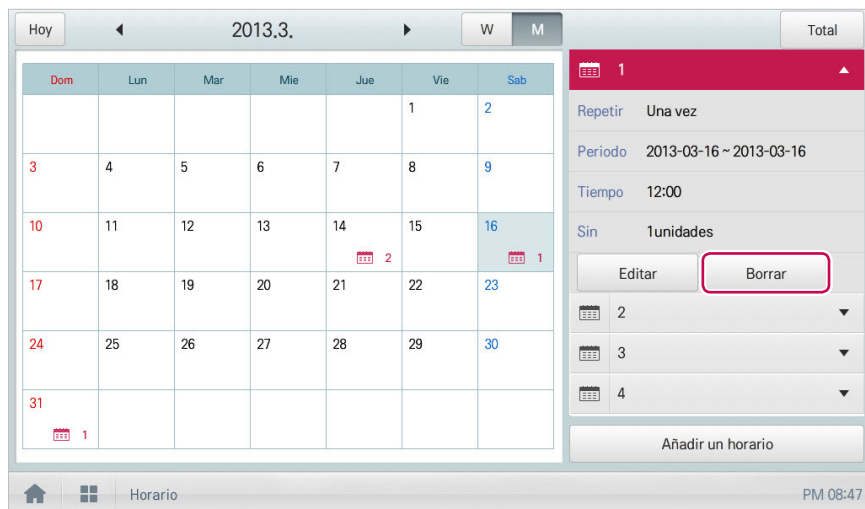 Hoy 2013.3. W M Total
Dom Lun Mar Mie Jue Vie Sab
1 2
3 4 5 6 7 8 9
10 11 12 13 14 15 16
2 1
17 18 19 20 21 22 23
24 25 26 27 28 29 30
31
1
1
Repetir Una vez
Periodo 2013-03-16 ~ 2013-03-16
Tiempo 12:00
Sin 1unidades
Editar Borrar
2
3
4
Añadir un horario
Horario PM 08:47